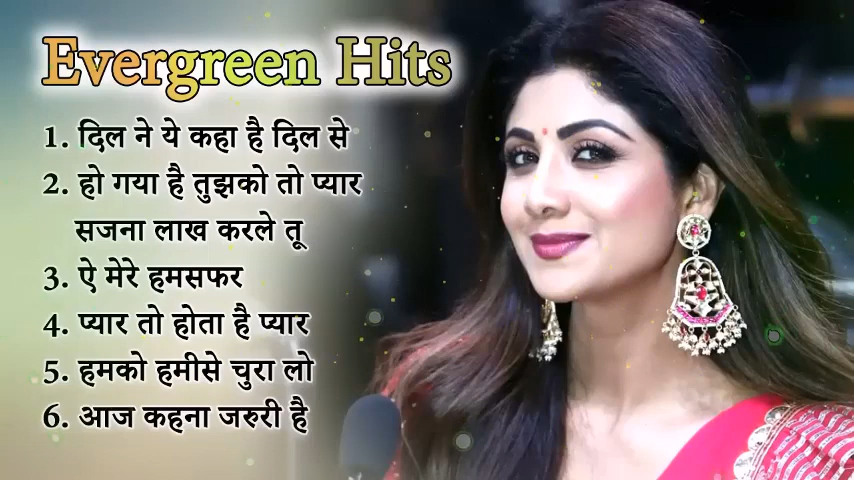 Evergreen Hits
1. दिल ने ये कहा है दिल से
2. हो गया है तुझको तो प्यार
सजना लाख करले तू
3. ऐ मेरे हमसफर
4. प्यार तो होता है प्यार
5. हमको हमीसे चुरा लो
6. आज कहना जरुरी है